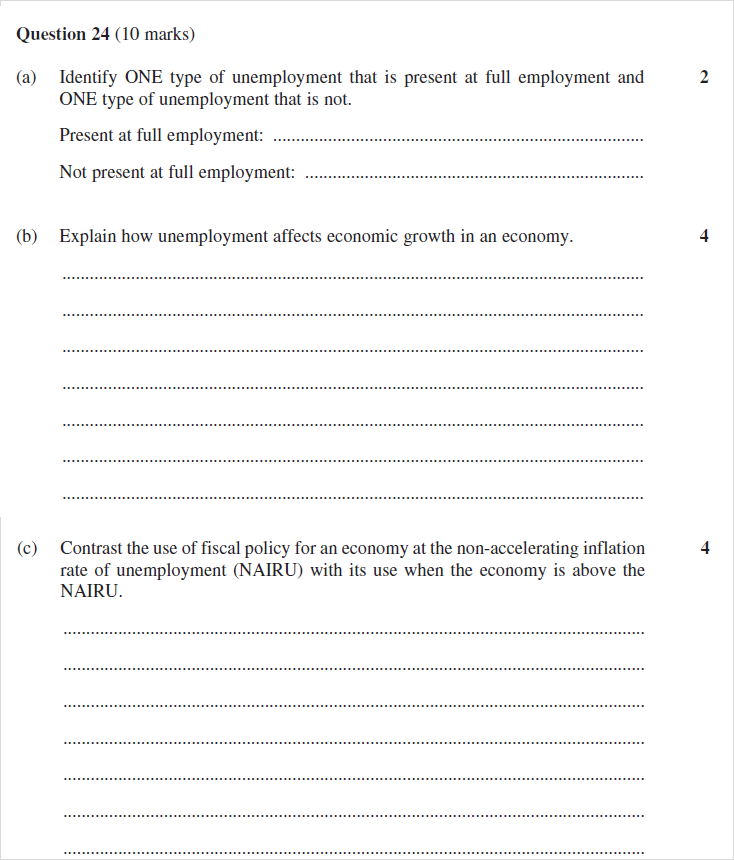 Question 24 (10 marks)
(a) Identify ONE type of unemployment that is present at full employment and 2
ONE type of unemployment that is not.
Present at full employment: ................................................................................
Not present at full employment: .........................................................................
(b) Explain how unemployment affects economic growth in an economy. 4
(c) Contrast the use of fiscal policy for an economy at the non-accelerating inflation 4
rate of unemployment (NAIRU) with its use when the economy is above the
NAIRU.